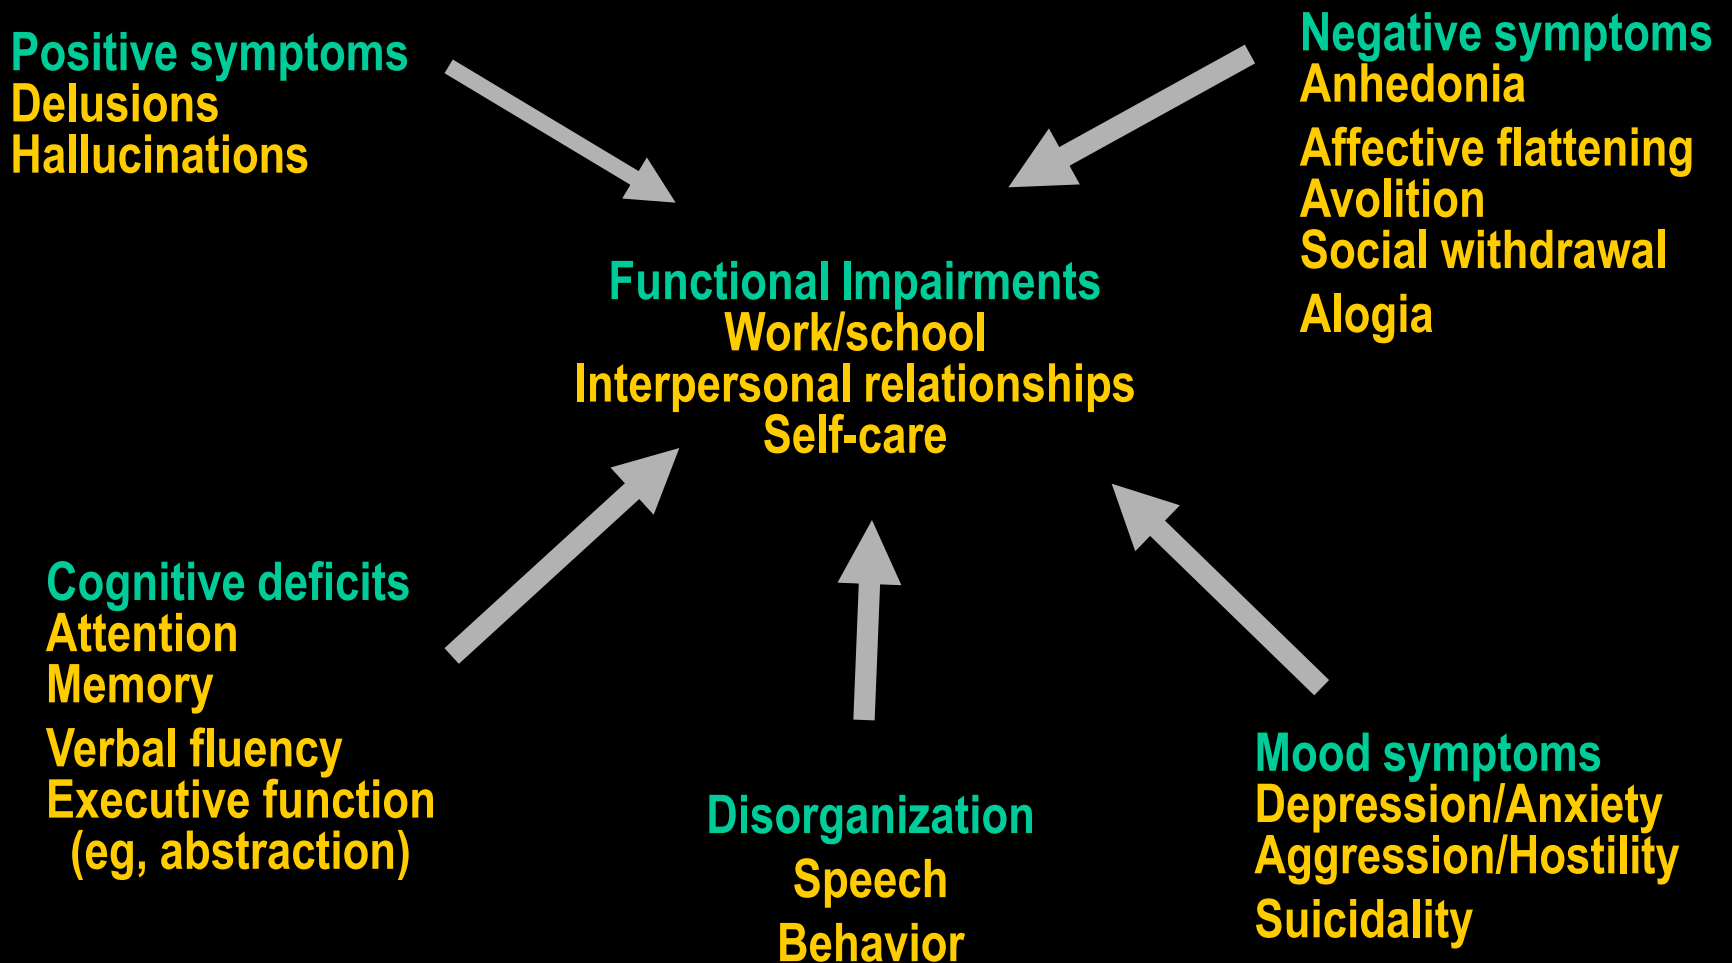 Positive symptoms
Delusions
Hallucinations
Negative symptoms
Anhedonia
Affective flattening
Avolition
Social withdrawal
Alogia
Functional Impairments
Work/school
Interpersonal relationships
Self-care
Cognitive deficits
Attention
Memory
Verbal fluency
Executive function
(eg, abstraction)
Disorganization
Speech
Behavior
Mood symptoms
Depression/Anxiety
Aggression/Hostility
Suicidality